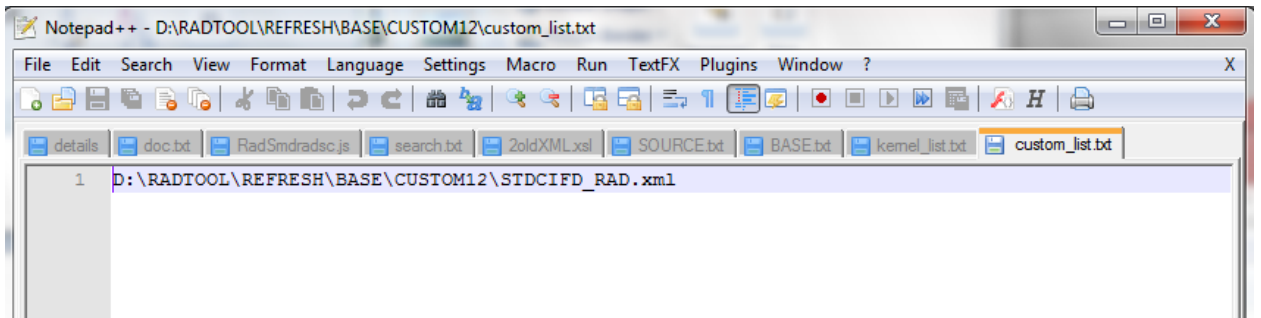 Notepad++ - D:\RADTOOL\REFRESH\BASE\CUSTOM12\custom_list.txt
File Edit Search View Format Language Settings Macro Run TextFX Plugins Window ? X
details doc.txt RadSmdradsc.js search.txt 2oldXML.xsl SOURCE.txt BASE.txt kernel_list.txt custom_list.txt
1 D:\RADTOOL\REFRESH\BASE\CUSTOM12\STDCIFD_RAD.xml